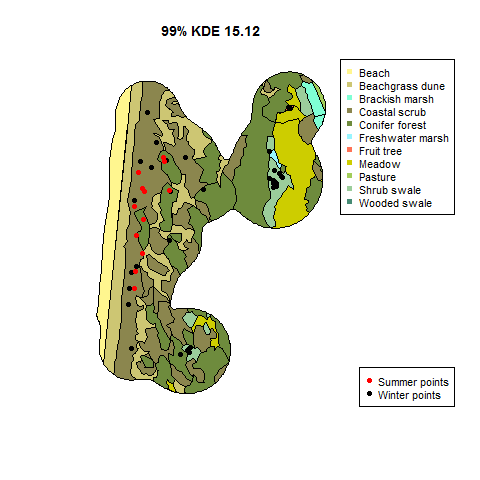 99% KDE 15.12
Beach
Beachgrass dune
Brackish marsh
Coastal scrub
Conifer forest
Freshwater marsh
Fruit tree
Meadow
Pasture
Shrub swale
Wooded swale
Summer points
Winter points